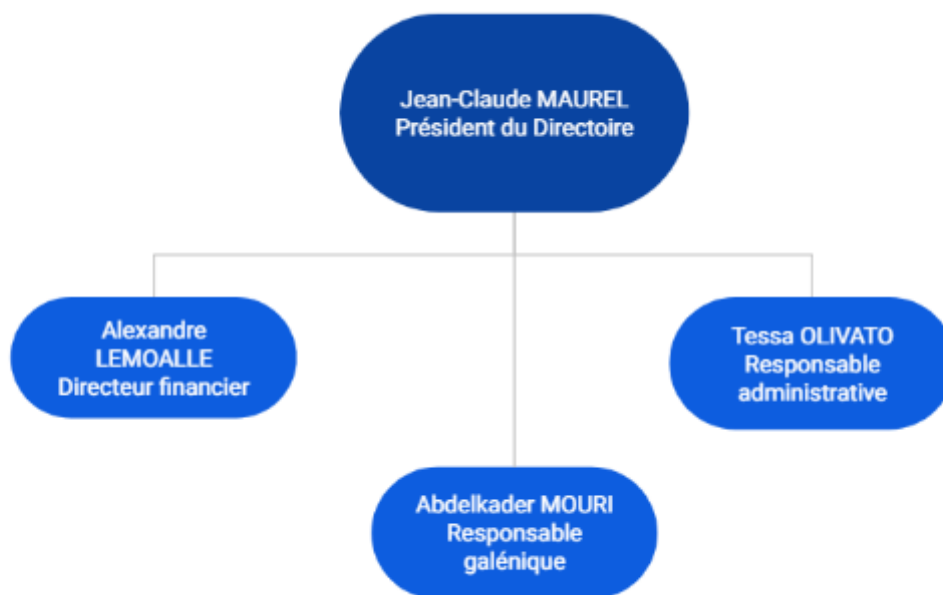 Jean-Claude MAUREL
Président du Directoire
Alexandre
LEMOALLE
Directeur financier
Tessa OLIVATO
Responsable
administrative
Abdelkader MOURI
Responsable
galénique